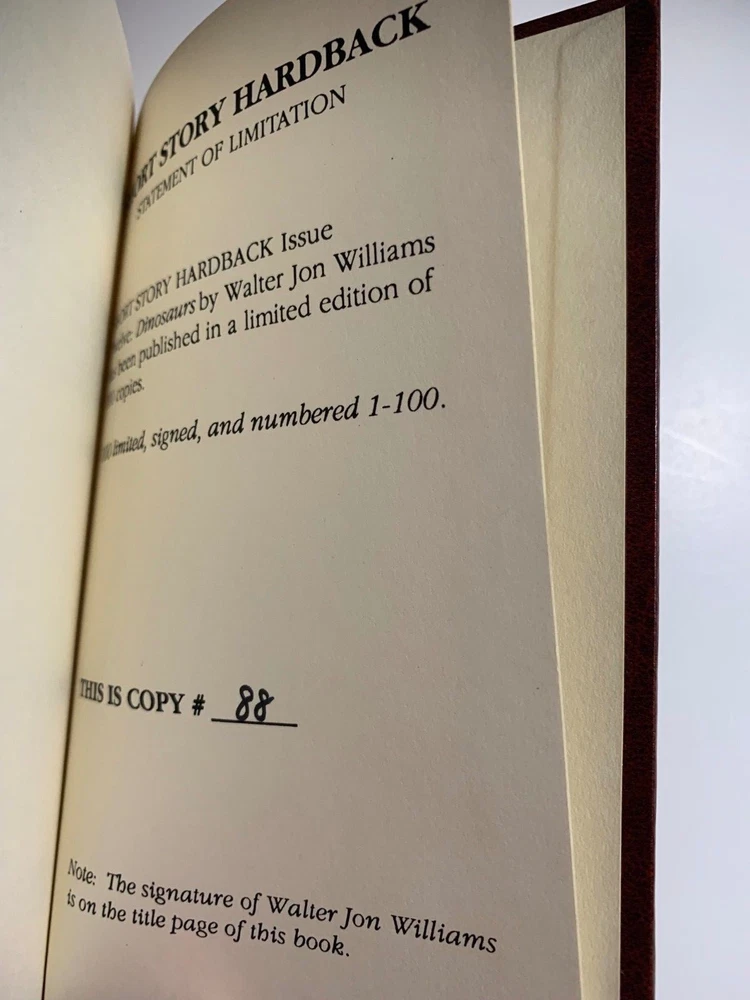 STORY HARDBACK
STATEMENT OF LIMITATION
STORY HARDBACK Issue
Dinosaurs by Walter Jon Williams
been published in a limited edition of
copies.
limited, signed, and numbered 1-100.
THIS IS COPY # 88
Note: The signature of Walter Jon Williams
is on the title page of this book.